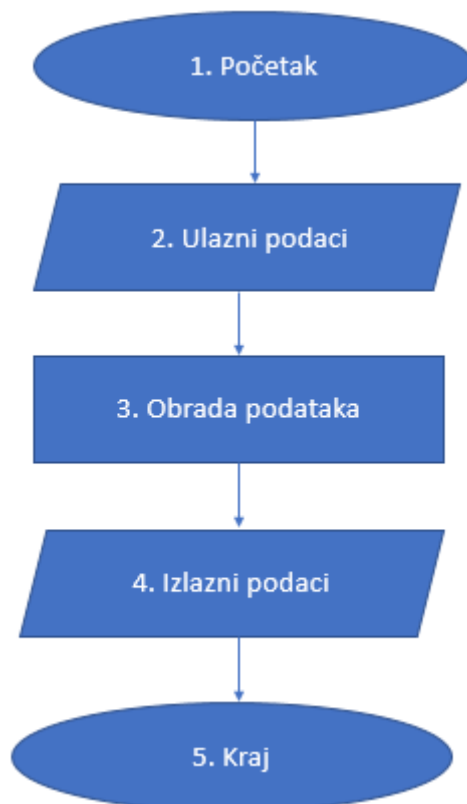 1. Početak
2. Ulazni podaci
3. Obrada podataka
4. Izlazni podaci
5. Kraj